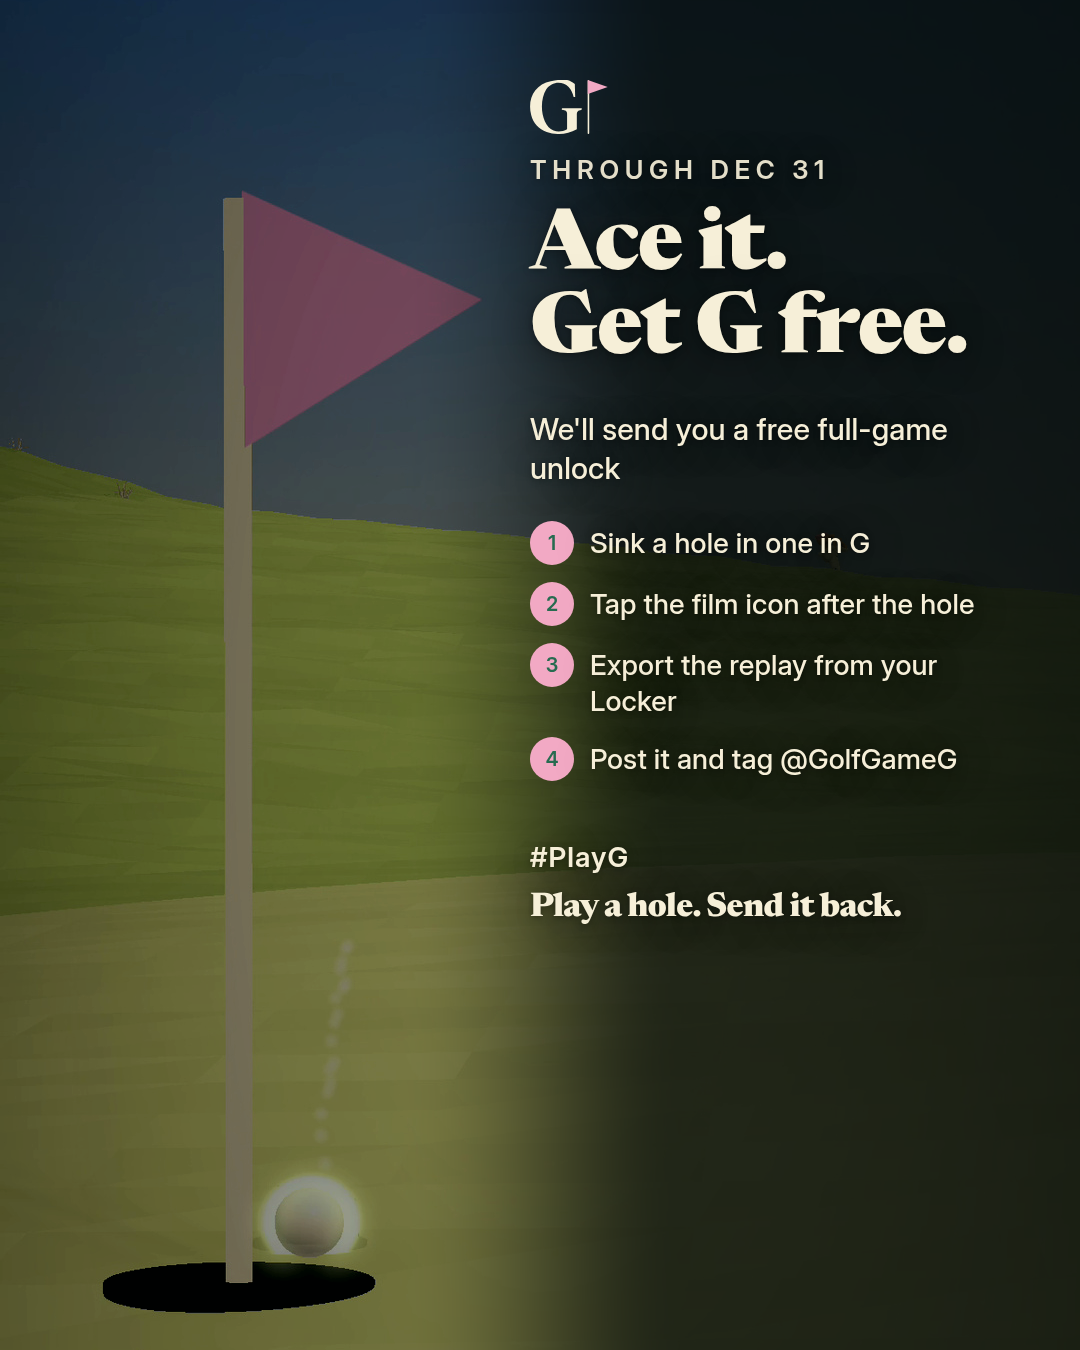 G
THROUGH DEC 31
Ace it.
Get G free.
We'll send you a free full-game
unlock
1 Sink a hole in one in G
2 Tap the film icon after the hole
3 Export the replay from your
Locker
4 Post it and tag @GolfGameG
#PlayG
Play a hole. Send it back.